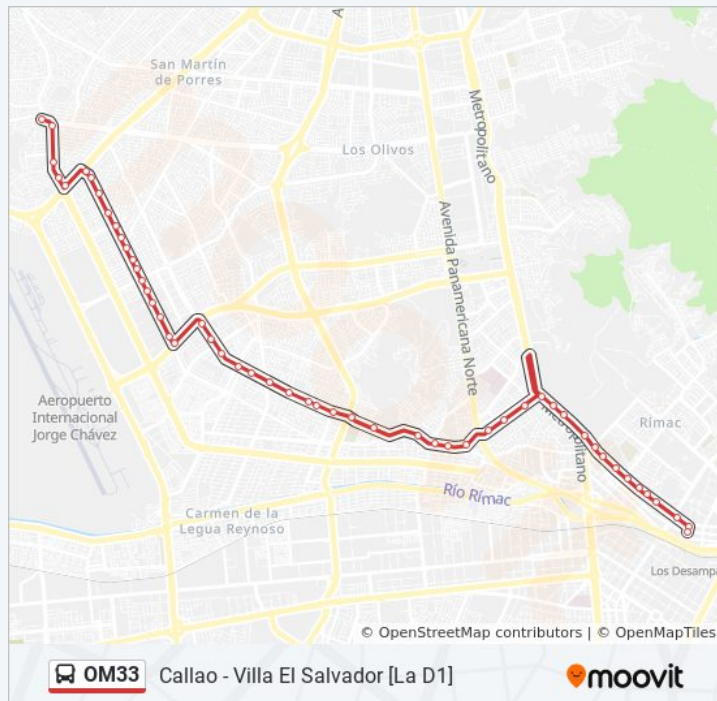 San Martín
de Porres
Metropolitano
Los Olivos
Avenida Panamericana Norte
Aeropuerto
Internacional
Jorge Chávez
Rímac
Metropolitano
Río Rímac
Carmen de la
Legua Reynoso
Los Desampa
© OpenStreetMap contributors | © OpenMapTiles
OM33
Callao - Villa El Salvador [La D1]
moovit